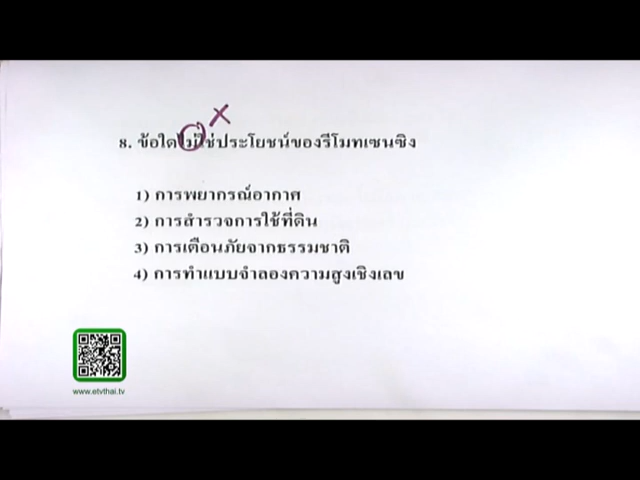 8. ข้อใดไม่ใช่ประโยชน์ของรีโมทเซนซิง
1) การพยากรณ์อากาศ
2) การสำรวจการใช้ที่ดิน
3) การเตือนภัยจากธรรมชาติ
4) การทำแบบจำลองความสูงเชิงเลข
www.etvthai.tv